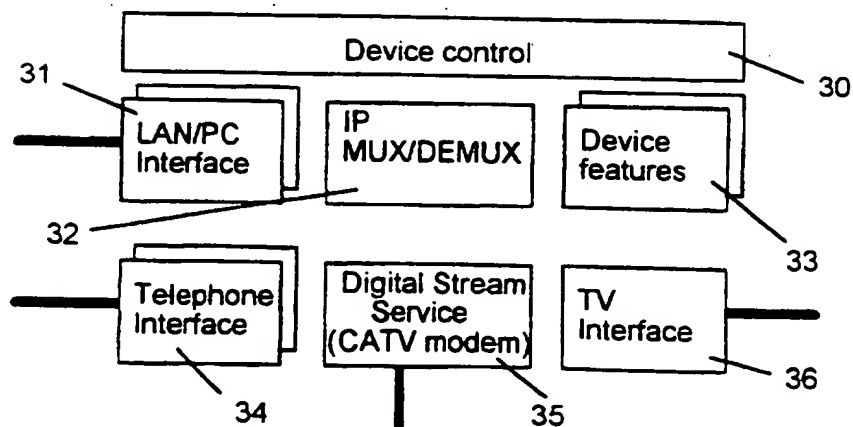 Device control
30
31
LAN/PC
Interface
IP
MUX/DEMUX
Device
features
32
33
Telephone
Interface
Digital Stream
Service
(CATV modem)
TV
Interface
34
35
36